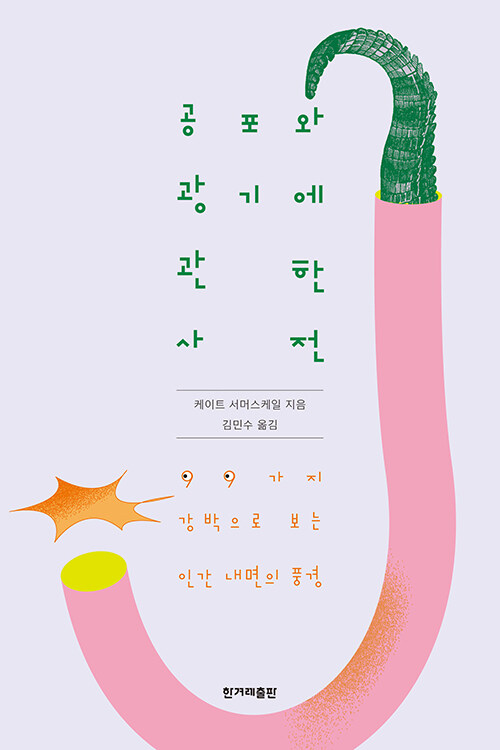 공포와
광기에
관한
사전
케이트 서머스케일 지음
김민수 옮김
99가지
강박으로 보는
인간 내면의 풍경
한겨레출판